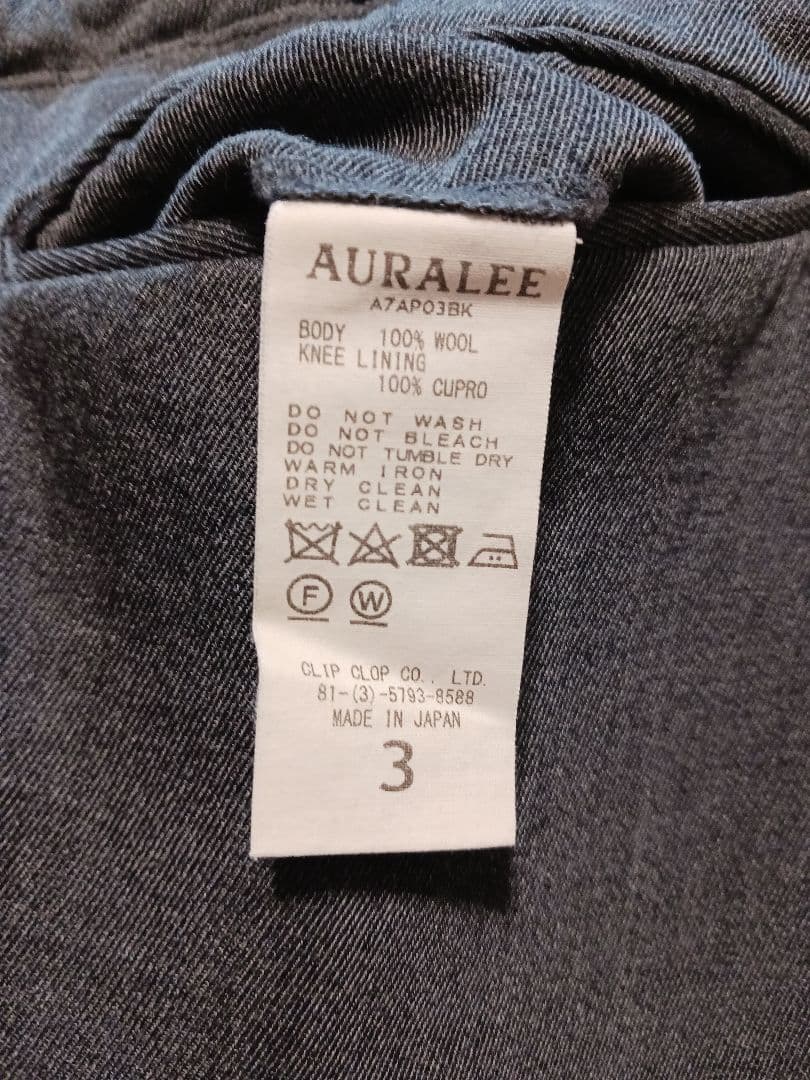 AURALEE
A7AP03BK
BODY 100% WOOL
KNEE LINING
100% CUPRO
DO NOT WASH
DO NOT BLEACH
DO NOT TUMBLE DRY
WARM IRON
DRY CLEAN
WET CLEAN
F W
CLIP CLOP CO., LTD.
81-(3)-5793-8588
MADE IN JAPAN
3